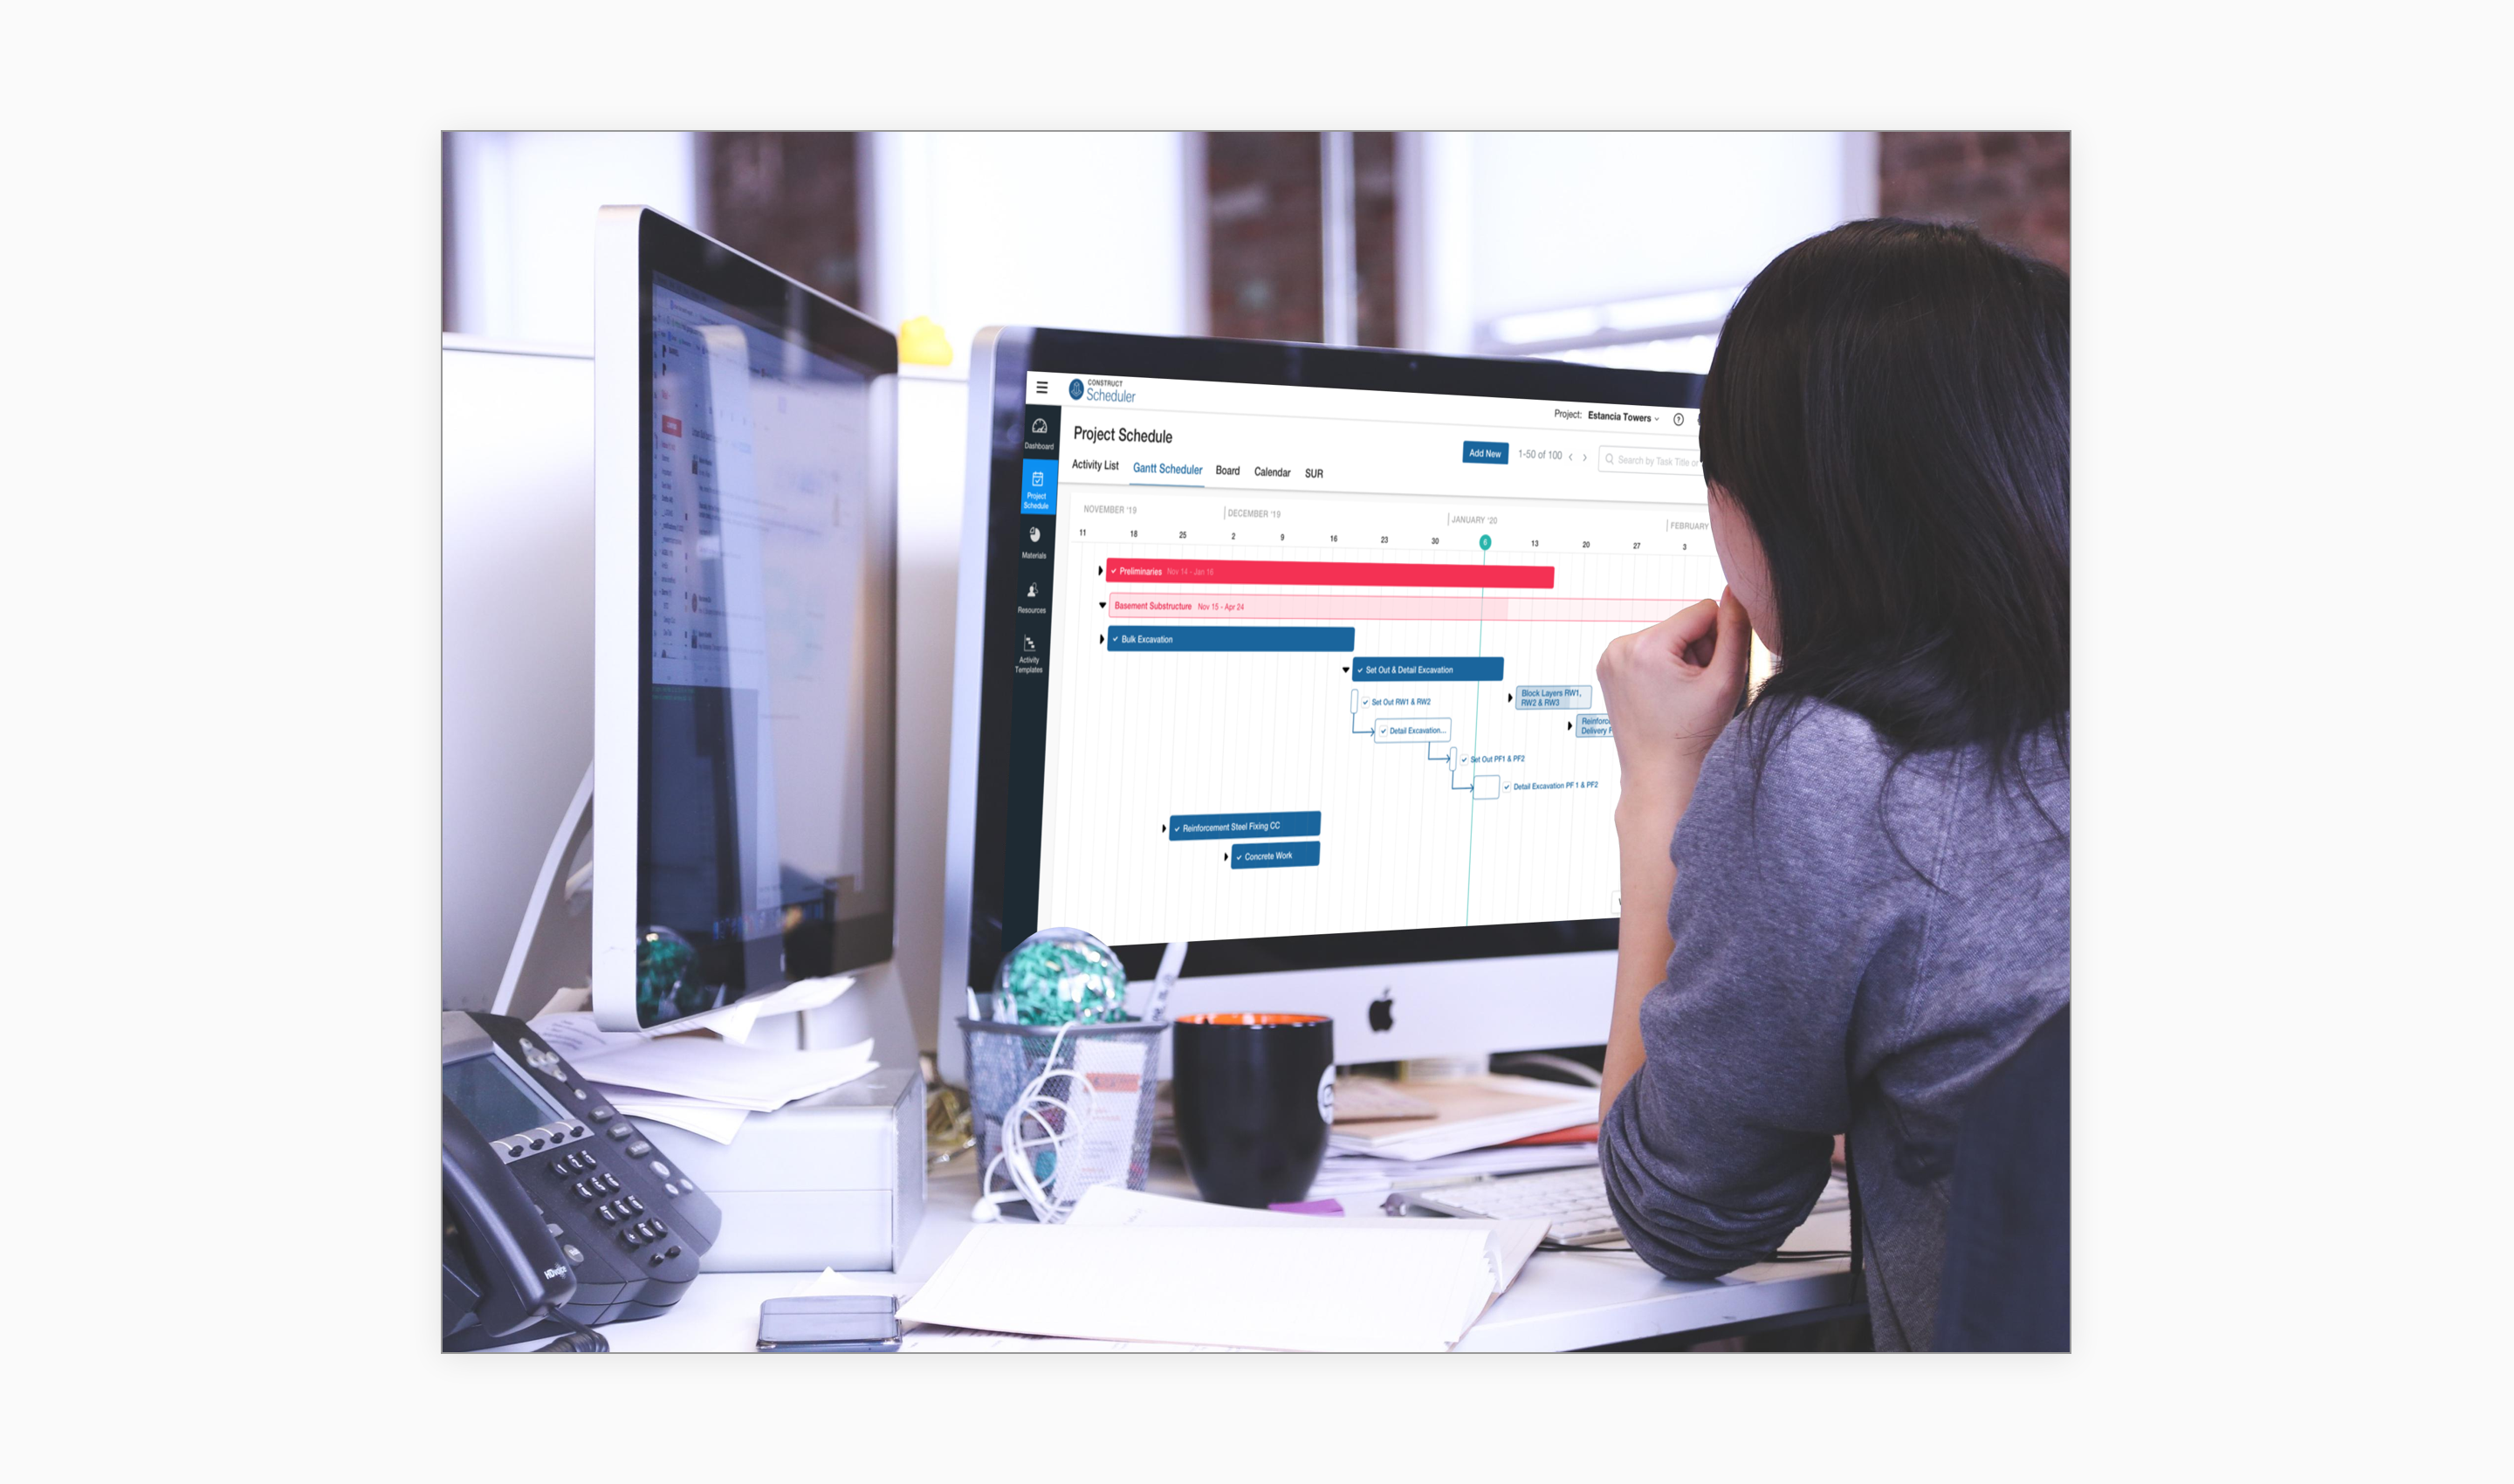 CONSTRUCT
Scheduler
Project: Estancia Towers
Dashboard
Project Schedule
Add New
1-50 of 100
Search by Task Title or
Activity List
Gantt Scheduler
Board
Calendar
SUR
Project
Schedule
Materials
Resources
Activity
Templates
NOVEMBER '19
DECEMBER '19
JANUARY '20
FEBRUARY
11 18 25 2 9 16 23 30 6 13 20 27 3
Preliminaries Nov 14 - Jan 16
Basement Substructure Nov 15 - Apr 24
Bulk Excavation
Set Out & Detail Excavation
Set Out RW1 & RW2
Block Layers RW1,
RW2 & RW3
Detail Excavation...
Delivery
Set Out PF1 & PF2
Detail Excavation PF 1 & PF2
Reinforcement Steel Fixing CC
Concrete Work
HDvoice